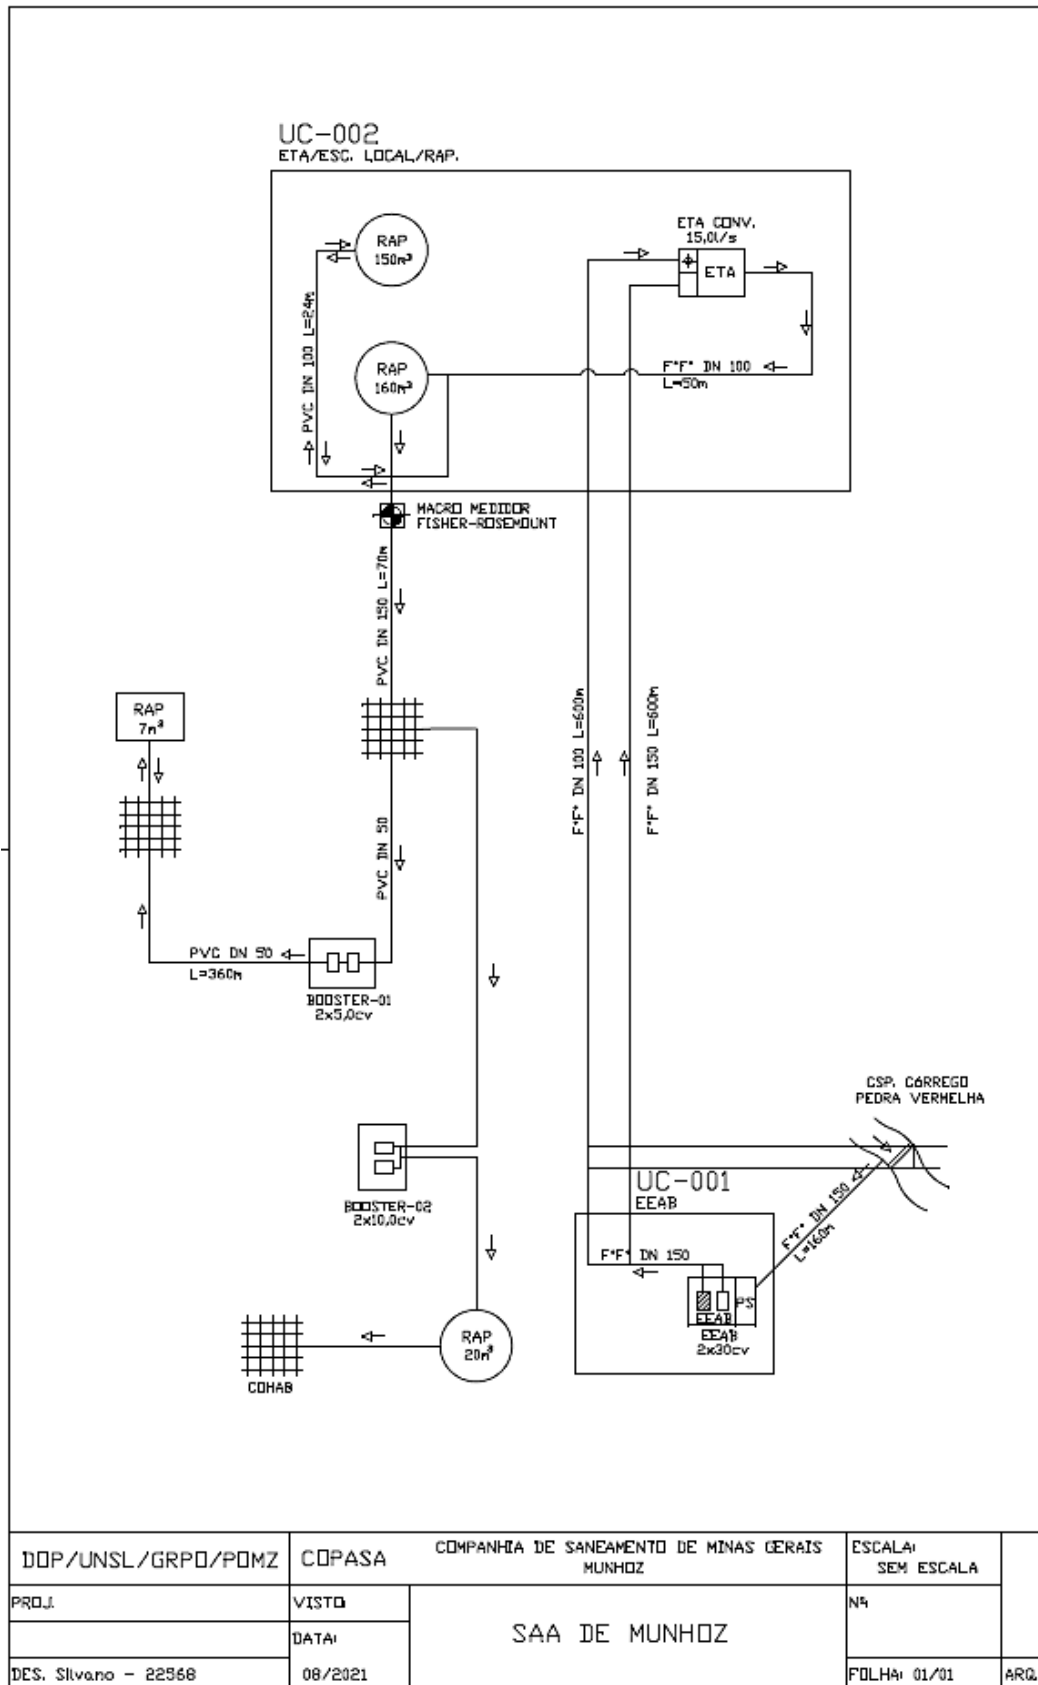 UC-002
ETA/ESC. LOCAL/RAP.
RAP
150m³
ETA CONV.
15,0l/s
ETA
PVC DN 100 L=24m
RAP
160m³
F°F° DN 100
L=50m
MACRO MEDIDOR
FISHER-ROSEMOUNT
PVC DN 150 L=70m
RAP
7m³
F°F° DN 100 L=600m
F°F° DN 150 L=600m
PVC DN 50
PVC DN 50
L=360m
BOOSTER-01
2x5,0cv
CSP. CÓRREGO
PEDRA VERMELHA
BOOSTER-02
2x10,0cv
UC-001
EEAB
F°F° DN 150
L=160m
F°F° DN 150
PS
EEAB
EEAB
2x30cv
RAP
20m³
COHAB
DOP/UNSL/GRPO/POMZ
COPASA
COMPANHIA DE SANEAMENTO DE MINAS GERAIS
MUNHOZ
ESCALA:
SEM ESCALA
PROJ.
VISTO:
SAA DE MUNHOZ
Nº:
DATA:
DES. Silvano - 22568
08/2021
FOLHA: 01/01
ARQ.